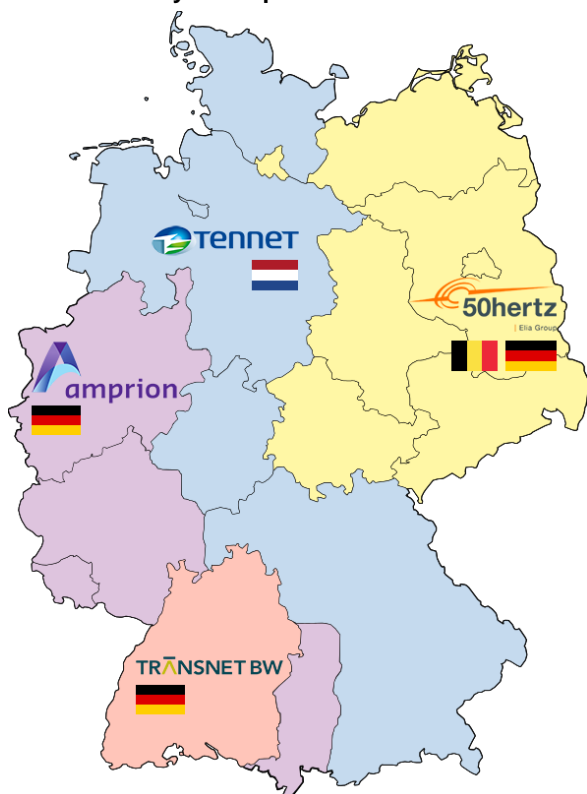 TENNET
50hertz
| Elia Group
amprion
TRANSNET BW